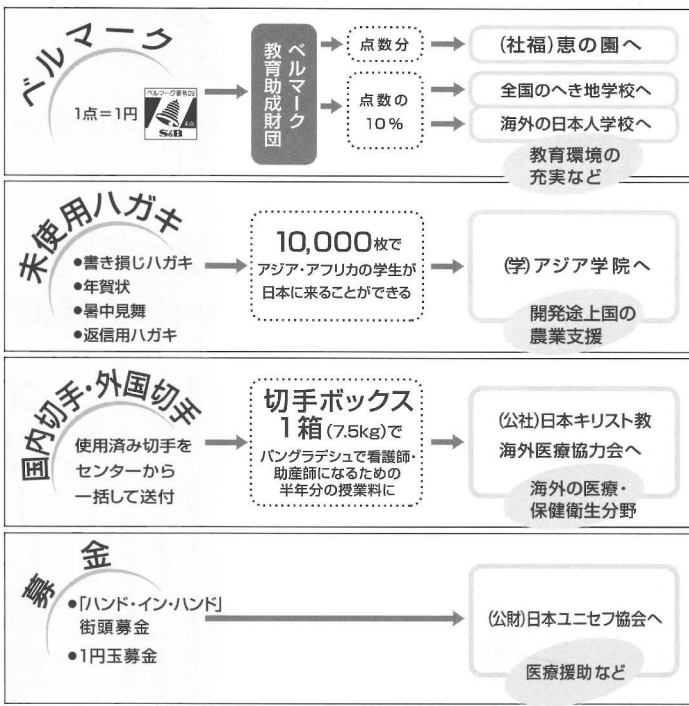 ベルマーク
1点=1円
ベルマーク番号09
4点
S&B
ベルマーク
教育助成財団
点数分
(社福)恵の園へ
点数の
10%
全国のへき地学校へ
海外の日本人学校へ
教育環境の
充実など
未使用ハガキ
●書き損じハガキ
●年賀状
●暑中見舞
●返信用ハガキ
10,000枚で
アジア・アフリカの学生が
日本に来ることができる
(学)アジア学院へ
開発途上国の
農業支援
国内切手・外国切手
使用済み切手を
センターから
一括して送付
切手ボックス
1箱(7.5kg)で
バングラデシュで看護師・
助産師になるための
半年分の授業料に
(公社)日本キリスト教
海外医療協力会へ
海外の医療・
保健衛生分野
募金
●「ハンド・イン・ハンド」
街頭募金
●1円玉募金
(公財)日本ユニセフ協会へ
医療援助など